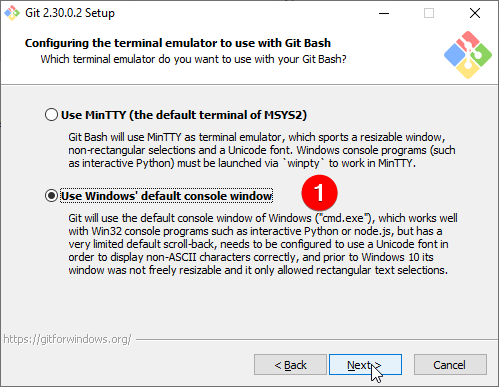 Git 2.30.0.2 Setup
Configuring the terminal emulator to use with Git Bash
Which terminal emulator do you want to use with your Git Bash?
Use MinTTY (the default terminal of MSYS2)
Git Bash will use MinTTY as terminal emulator, which sports a resizable window,
non-rectangular selections and a Unicode font. Windows console programs (such
as interactive Python) must be launched via `winpty` to work in MinTTY.
Use Windows' default console window
1
Git will use the default console window of Windows ("cmd.exe"), which works well
with Win32 console programs such as interactive Python or node.js, but has a
very limited default scroll-back, needs to be configured to use a Unicode font in
order to display non-ASCII characters correctly, and prior to Windows 10 its
window was not freely resizable and it only allowed rectangular text selections.
https://gitforwindows.org/
< Back
Next >
Cancel